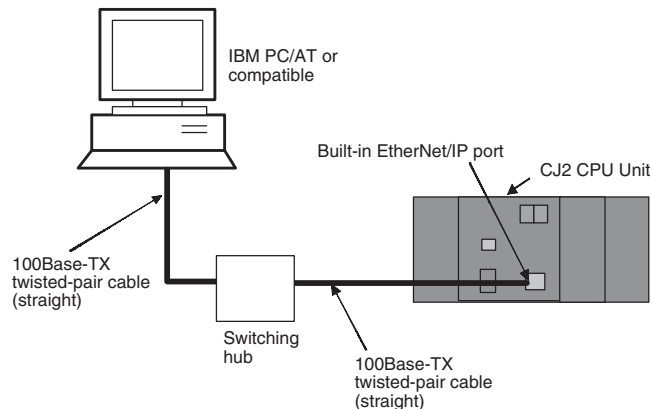 IBM PC/AT or
compatible
Built-in EtherNet/IP port
CJ2 CPU Unit
100Base-TX
twisted-pair cable
(straight)
Switching
hub
100Base-TX
twisted-pair cable
(straight)